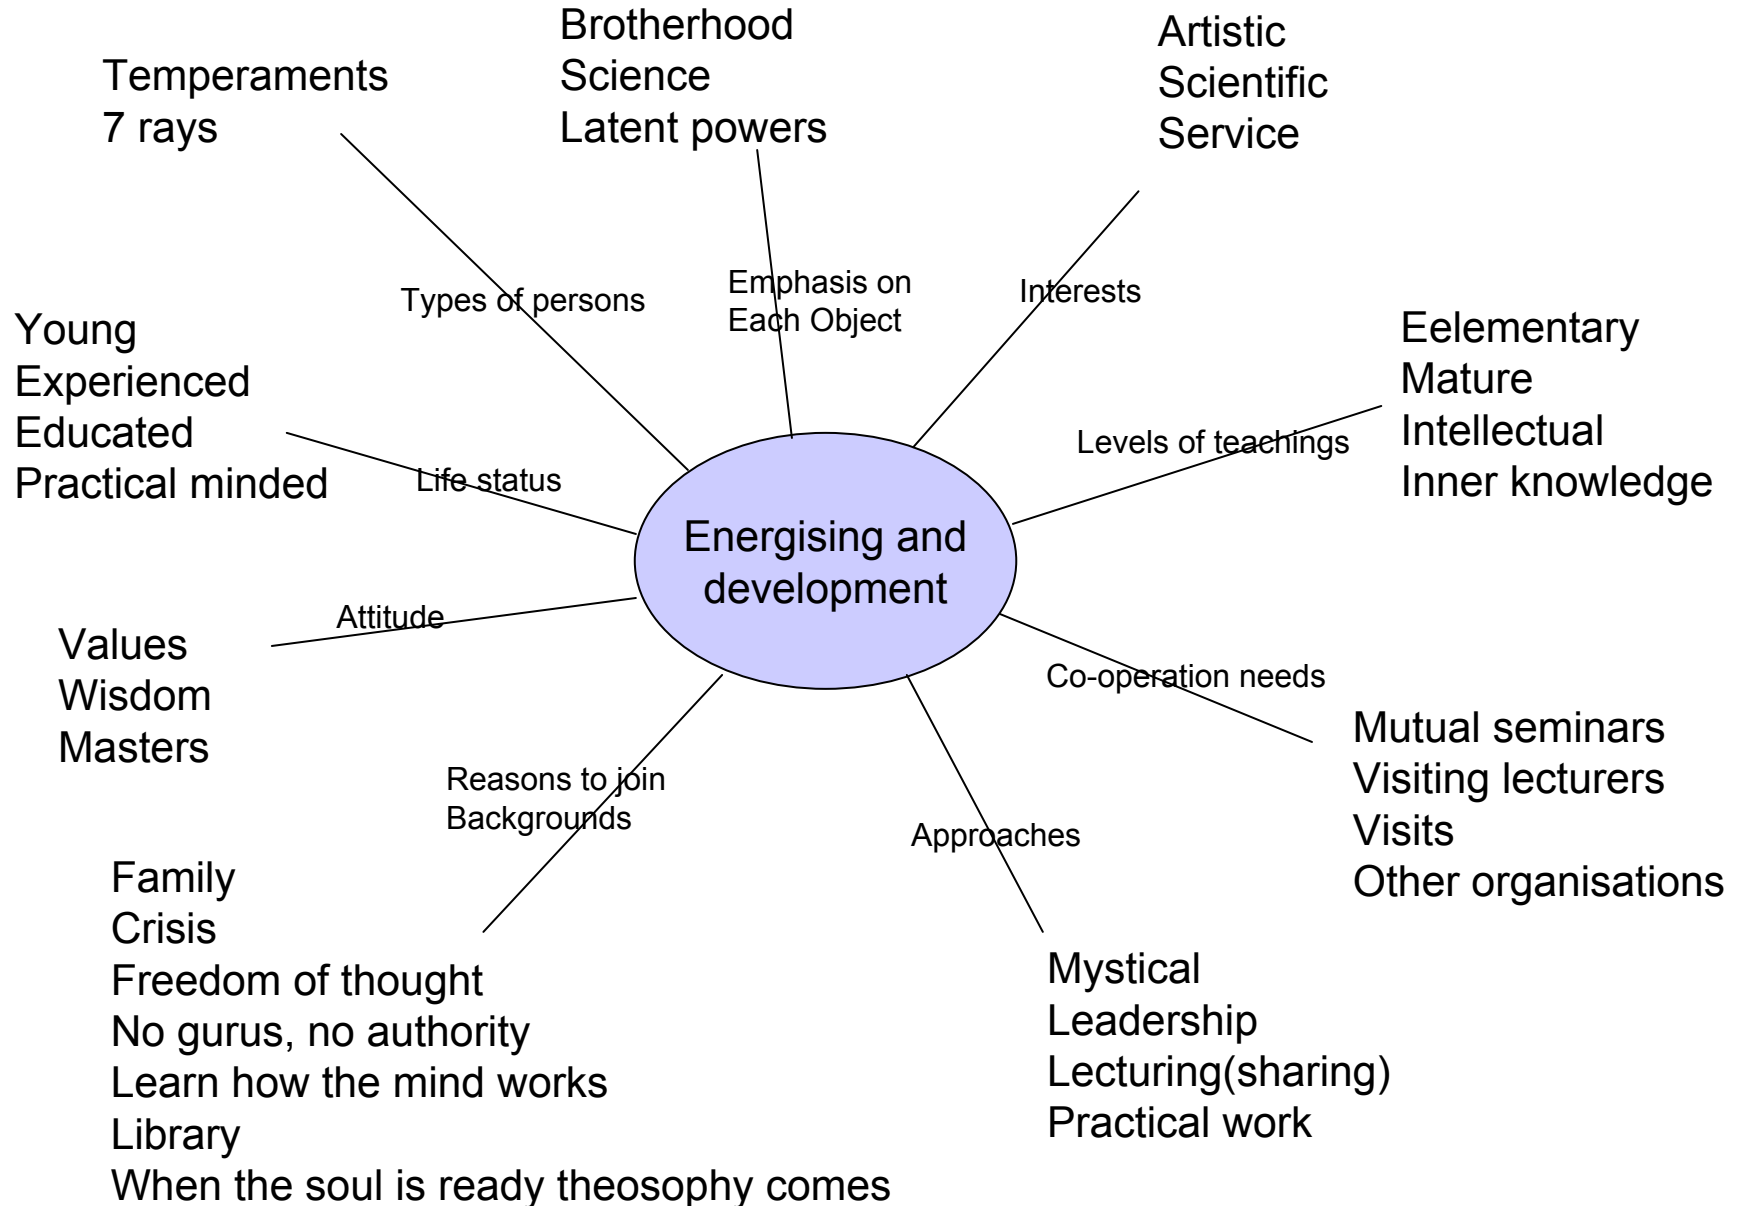 Brotherhood
Science
Latent powers
Artistic
Scientific
Service
Temperaments
7 rays
Types of persons
Emphasis on
Each Object
Interests
Young
Experienced
Educated
Practical minded
Life status
Levels of teachings
Eelementary
Mature
Intellectual
Inner knowledge
Energising and
development
Attitude
Values
Wisdom
Masters
Co-operation needs
Mutual seminars
Visiting lecturers
Visits
Other organisations
Reasons to join
Backgrounds
Approaches
Family
Crisis
Freedom of thought
No gurus, no authority
Learn how the mind works
Library
When the soul is ready theosophy comes
Mystical
Leadership
Lecturing(sharing)
Practical work